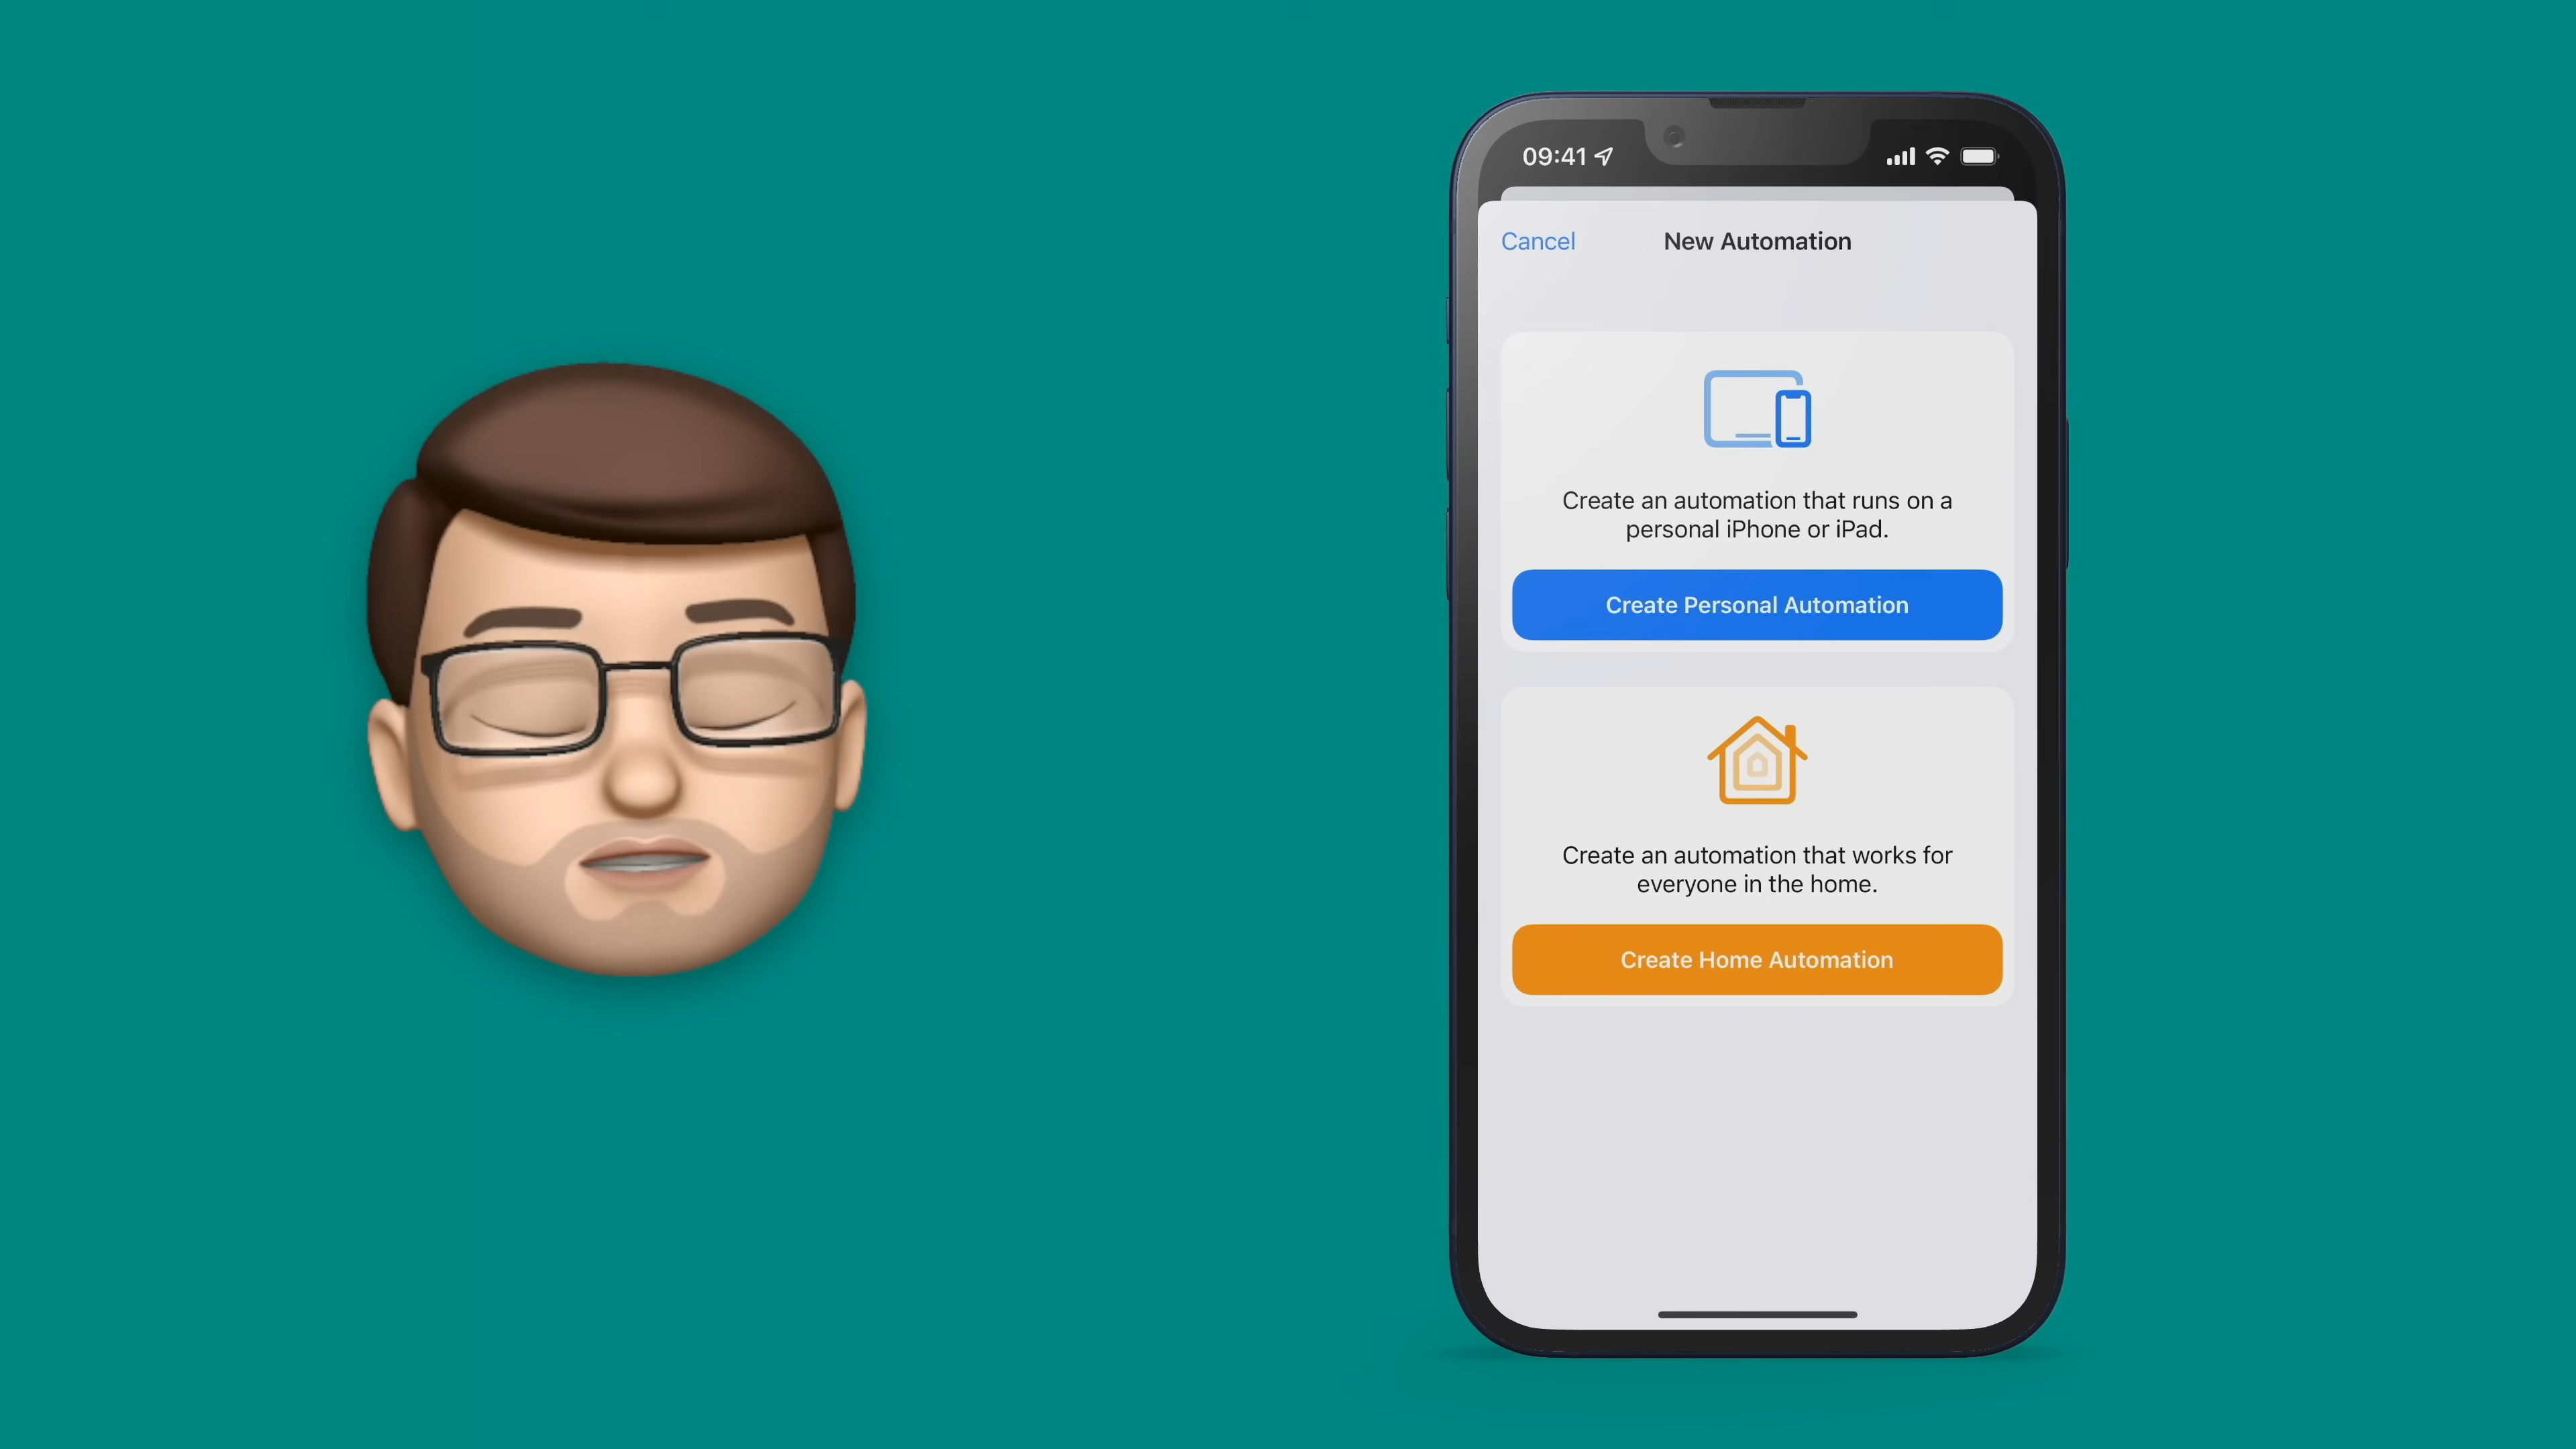 09:41
Cancel
New Automation
Create an automation that runs on a
personal iPhone or iPad.
Create Personal Automation
Create an automation that works for
everyone in the home.
Create Home Automation